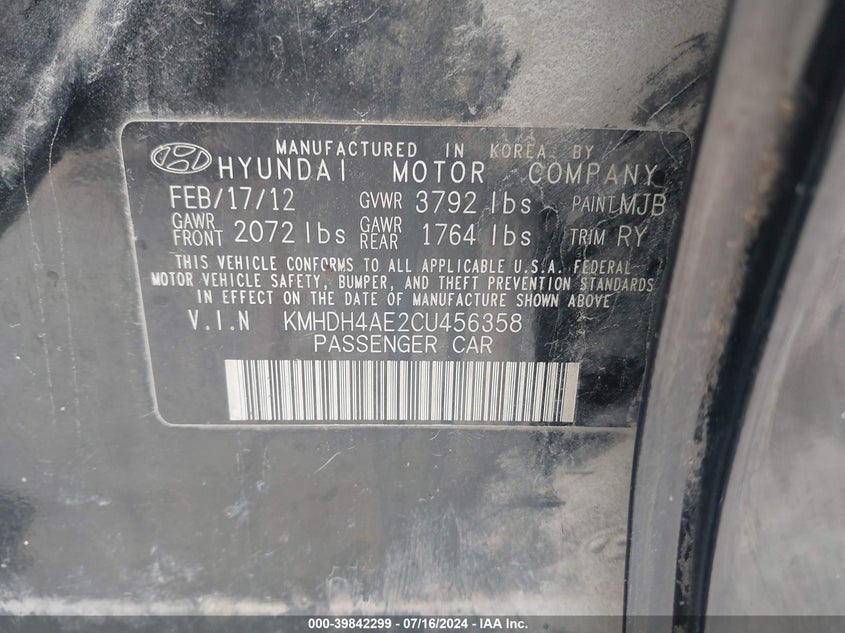 MANUFACTURED IN KOREA BY
HYUNDAI MOTOR COMPANY
FEB/17/12 GVWR 3792 lbs PAINT MJB
GAWR FRONT 2072 lbs GAWR REAR 1764 lbs TRIM RY
THIS VEHICLE CONFORMS TO ALL APPLICABLE U.S.A. FEDERAL
MOTOR VEHICLE SAFETY, BUMPER, AND THEFT PREVENTION STANDARDS
IN EFFECT ON THE DATE OF MANUFACTURE SHOWN ABOVE
V.I.N KMHDH4AE2CU456358
PASSENGER CAR
000-39842299 - 07/16/2024 - IAA Inc.